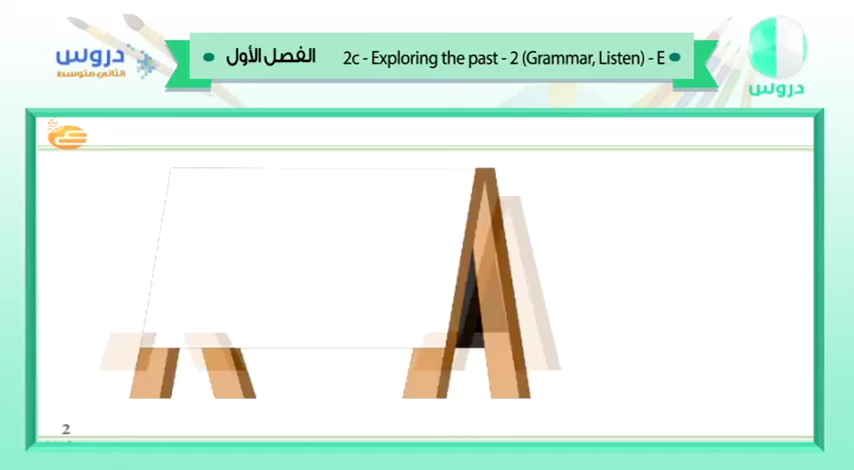 دروس
الثاني متوسط
الفصل الأول 2c - Exploring the past - 2 (Grammar, Listen) - E
دروس
2